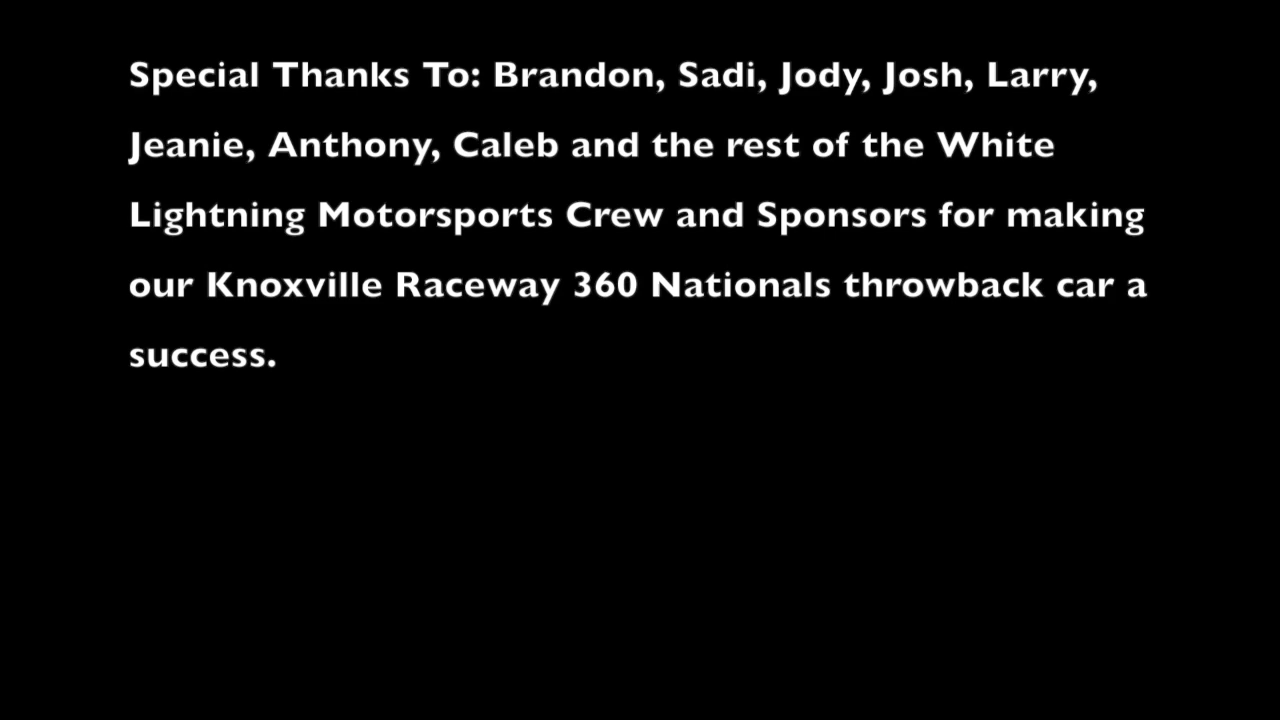 Special Thanks To: Brandon, Sadi, Jody, Josh, Larry,
Jeanie, Anthony, Caleb and the rest of the White
Lightning Motorsports Crew and Sponsors for making
our Knoxville Raceway 360 Nationals throwback car a
success.